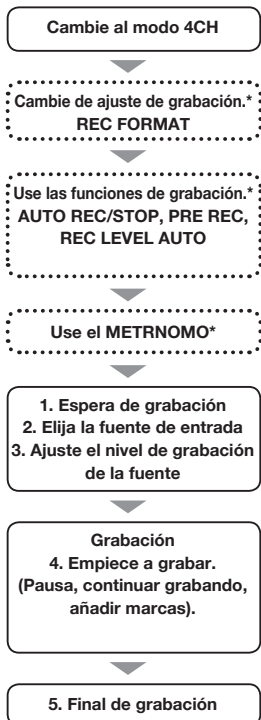 Cambie al modo 4CH
Cambie de ajuste de grabación.*
REC FORMAT
Use las funciones de grabación.*
AUTO REC/STOP, PRE REC,
REC LEVEL AUTO
Use el METRNOMO*
1. Espera de grabación
2. Elija la fuente de entrada
3. Ajuste el nivel de grabación
de la fuente
Grabación
4. Empiece a grabar.
(Pausa, continuar grabando,
añadir marcas).
5. Final de grabación